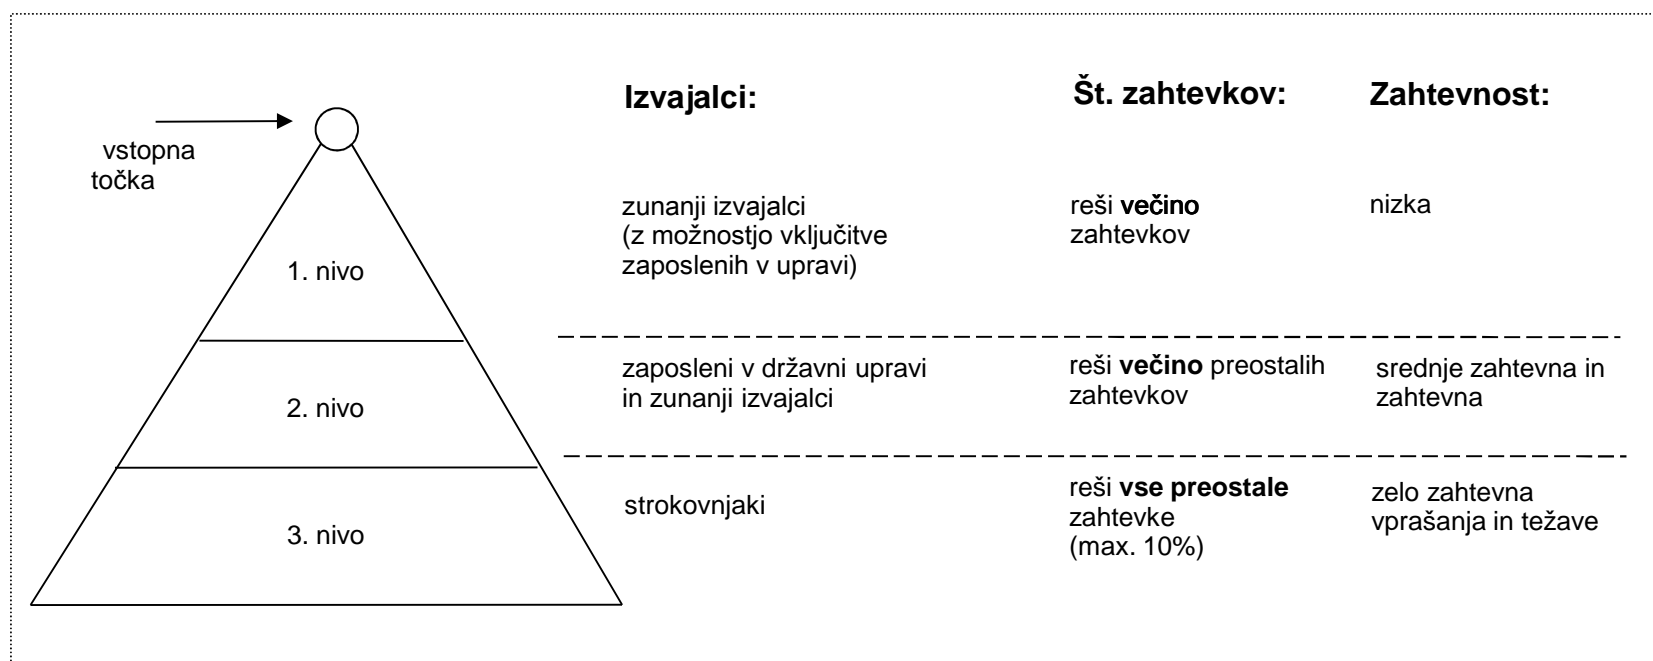 Izvajalci:
Št. zahtevkov:
Zahtevnost:
vstopna
točka
1. nivo
zunanji izvajalci
(z možnostjo vključitve
zaposlenih v upravi)
reši večino
zahtevkov
nizka
2. nivo
zaposleni v državni upravi
in zunanji izvajalci
reši večino preostalih
zahtevkov
srednje zahtevna in
zahtevna
3. nivo
strokovnjaki
reši vse preostale
zahtevke
(max. 10%)
zelo zahtevna
vprašanja in težave